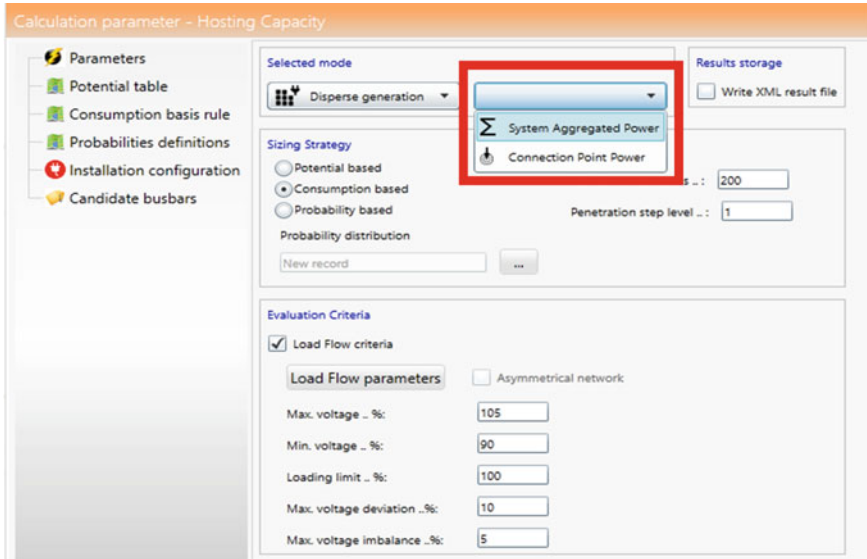 Calculation parameter - Hosting Capacity
Parameters
Potential table
Consumption basis rule
Probabilities definitions
Installation configuration
Candidate busbars
Selected mode
Disperse generation
System Aggregated Power
Connection Point Power
Results storage
Write XML result file
Sizing Strategy
Potential based
Consumption based
Probability based
s ..: 200
Penetration step level ..: 1
Probability distribution
New record ...
Evaluation Criteria
Load Flow criteria
Load Flow parameters Asymmetrical network
Max. voltage .. %: 105
Min. voltage .. %: 90
Loading limit .. %: 100
Max. voltage deviation ..%: 10
Max. voltage imbalance ..%: 5